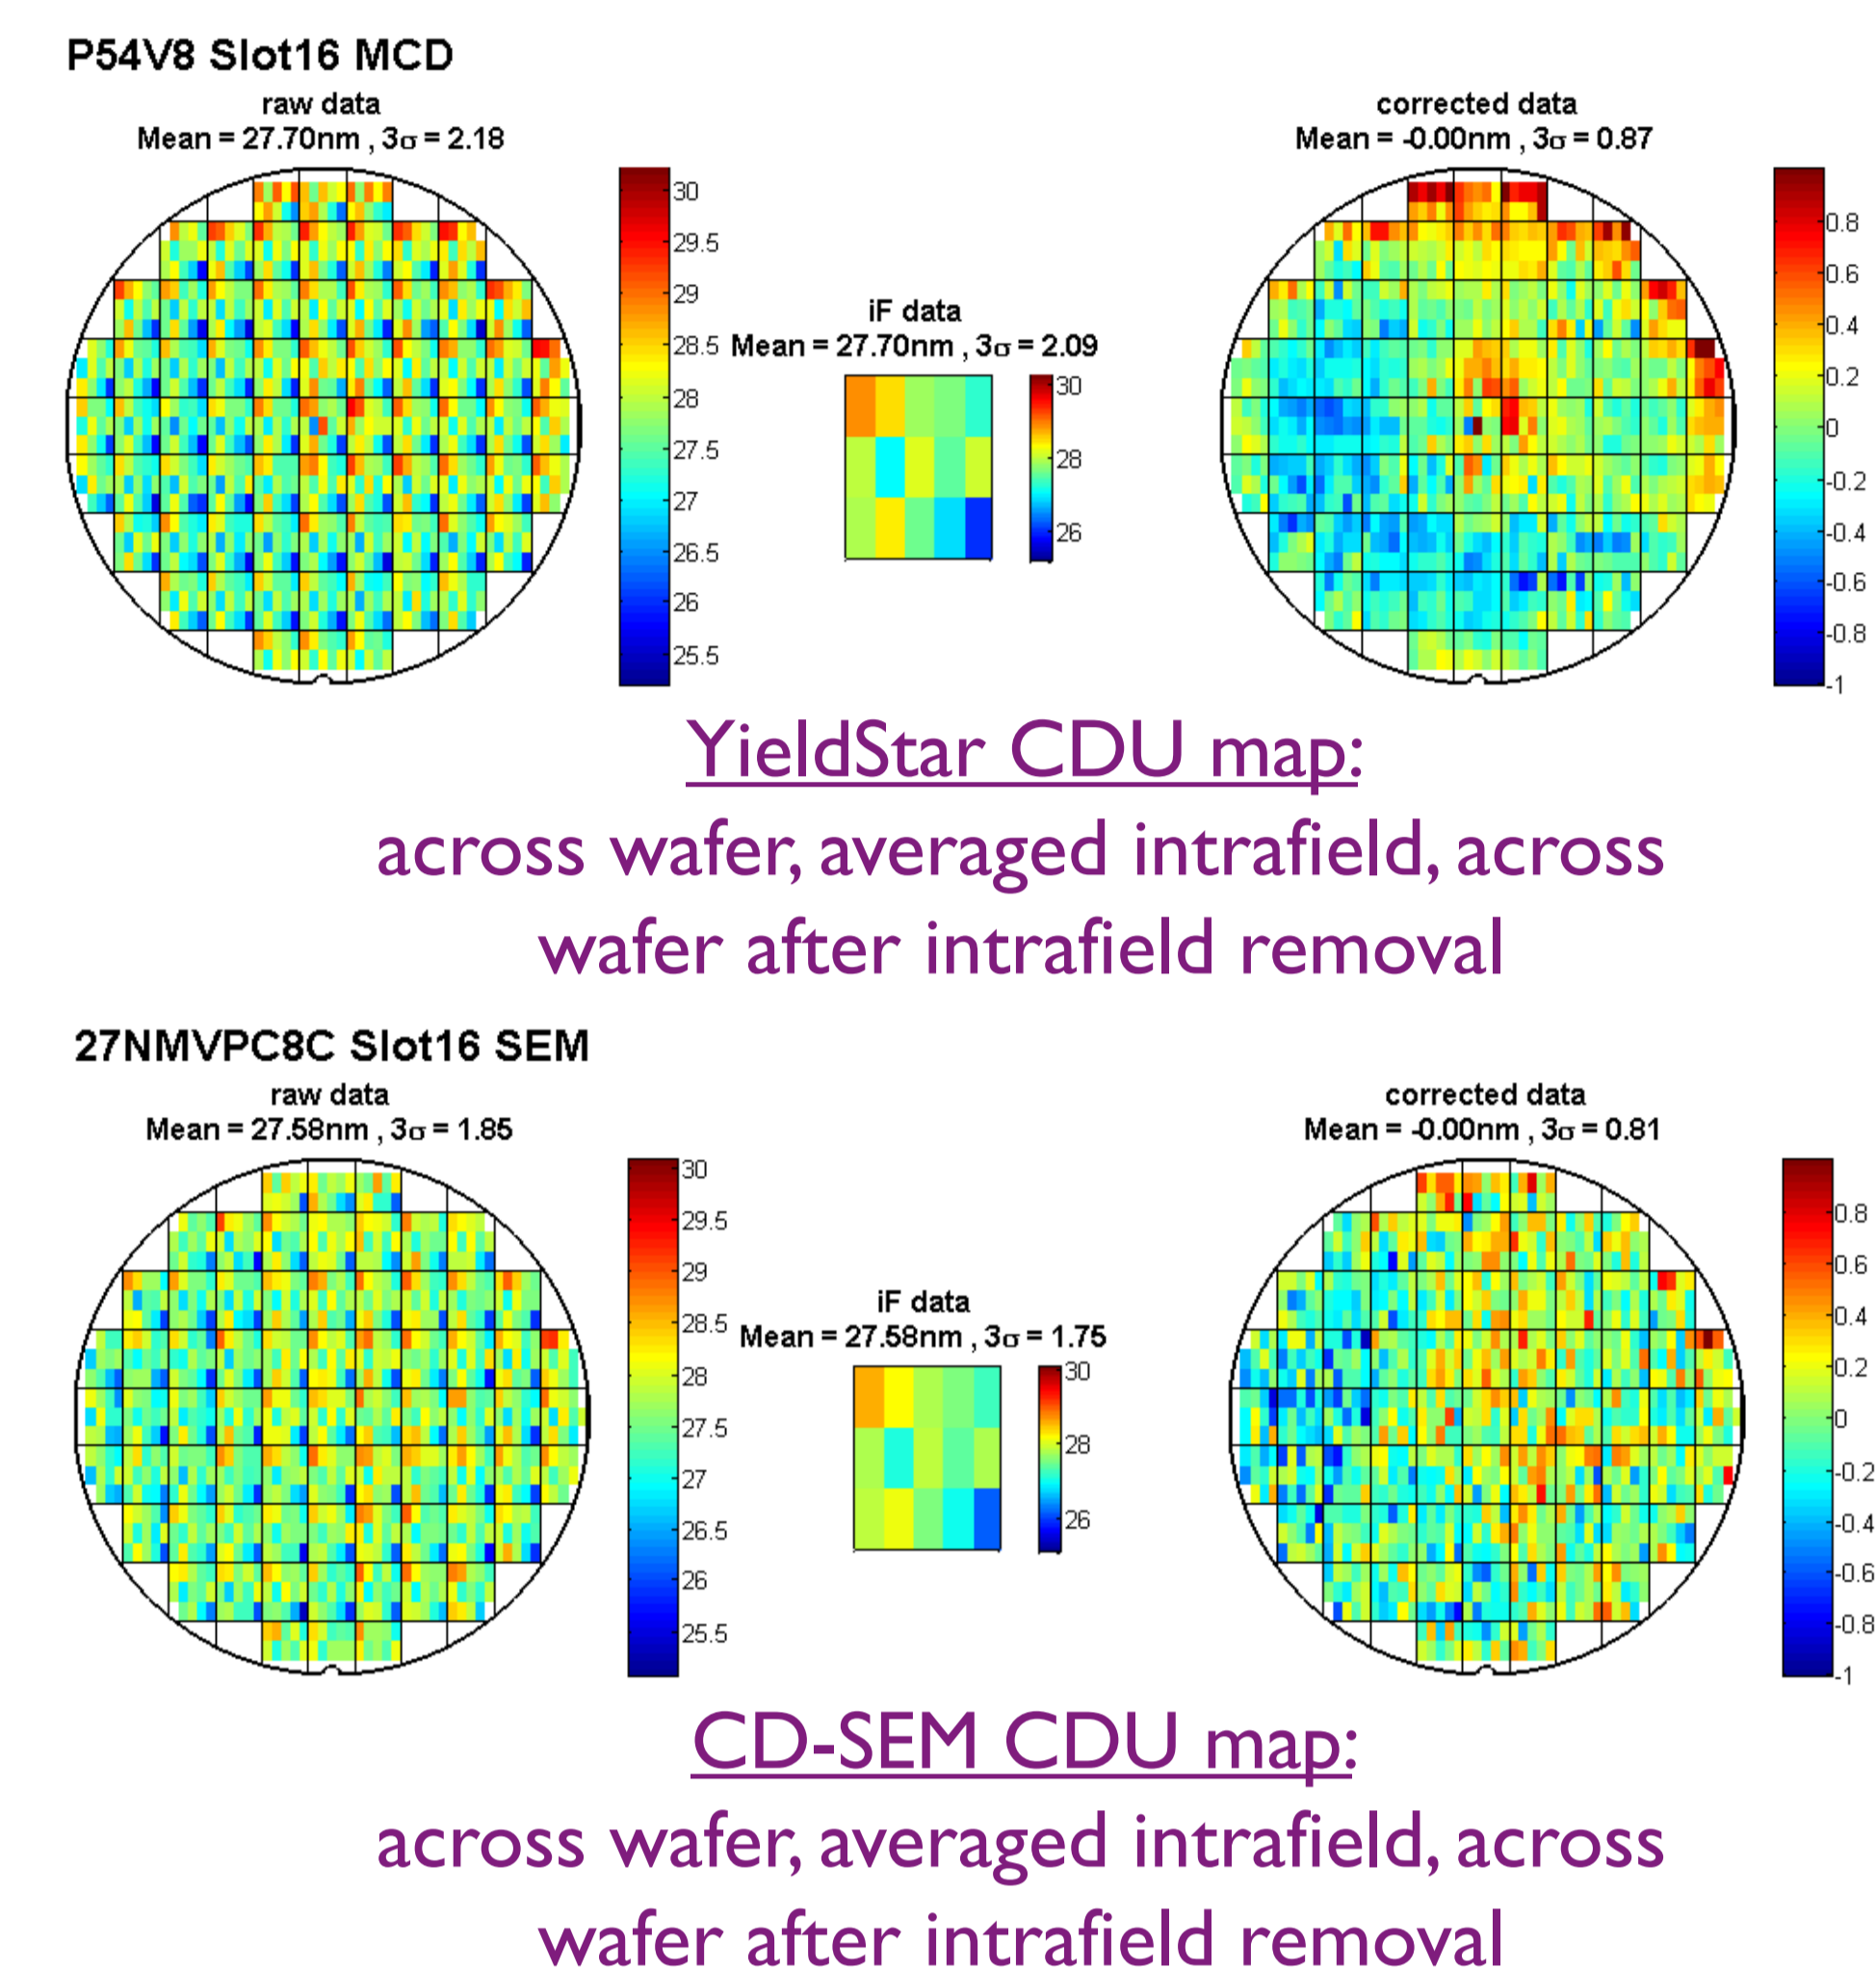 P54V8 Slot16 MCD
raw data
Mean = 27.70nm , 3σ = 2.18
30
29.5
29
28.5
28
27.5
27
26.5
26
25.5
iF data
Mean = 27.70nm , 3σ = 2.09
30
28
26
corrected data
Mean = -0.00nm , 3σ = 0.87
0.8
0.6
0.4
0.2
0
-0.2
-0.4
-0.6
-0.8
-1
YieldStar CDU map:
across wafer, averaged intrafield, across
wafer after intrafield removal
27NMVPC8C Slot16 SEM
raw data
Mean = 27.58nm , 3σ = 1.85
30
29.5
29
28.5
28
27.5
27
26.5
26
25.5
iF data
Mean = 27.58nm , 3σ = 1.75
30
28
26
corrected data
Mean = -0.00nm , 3σ = 0.81
0.8
0.6
0.4
0.2
0
-0.2
-0.4
-0.6
-0.8
-1
CD-SEM CDU map:
across wafer, averaged intrafield, across
wafer after intrafield removal